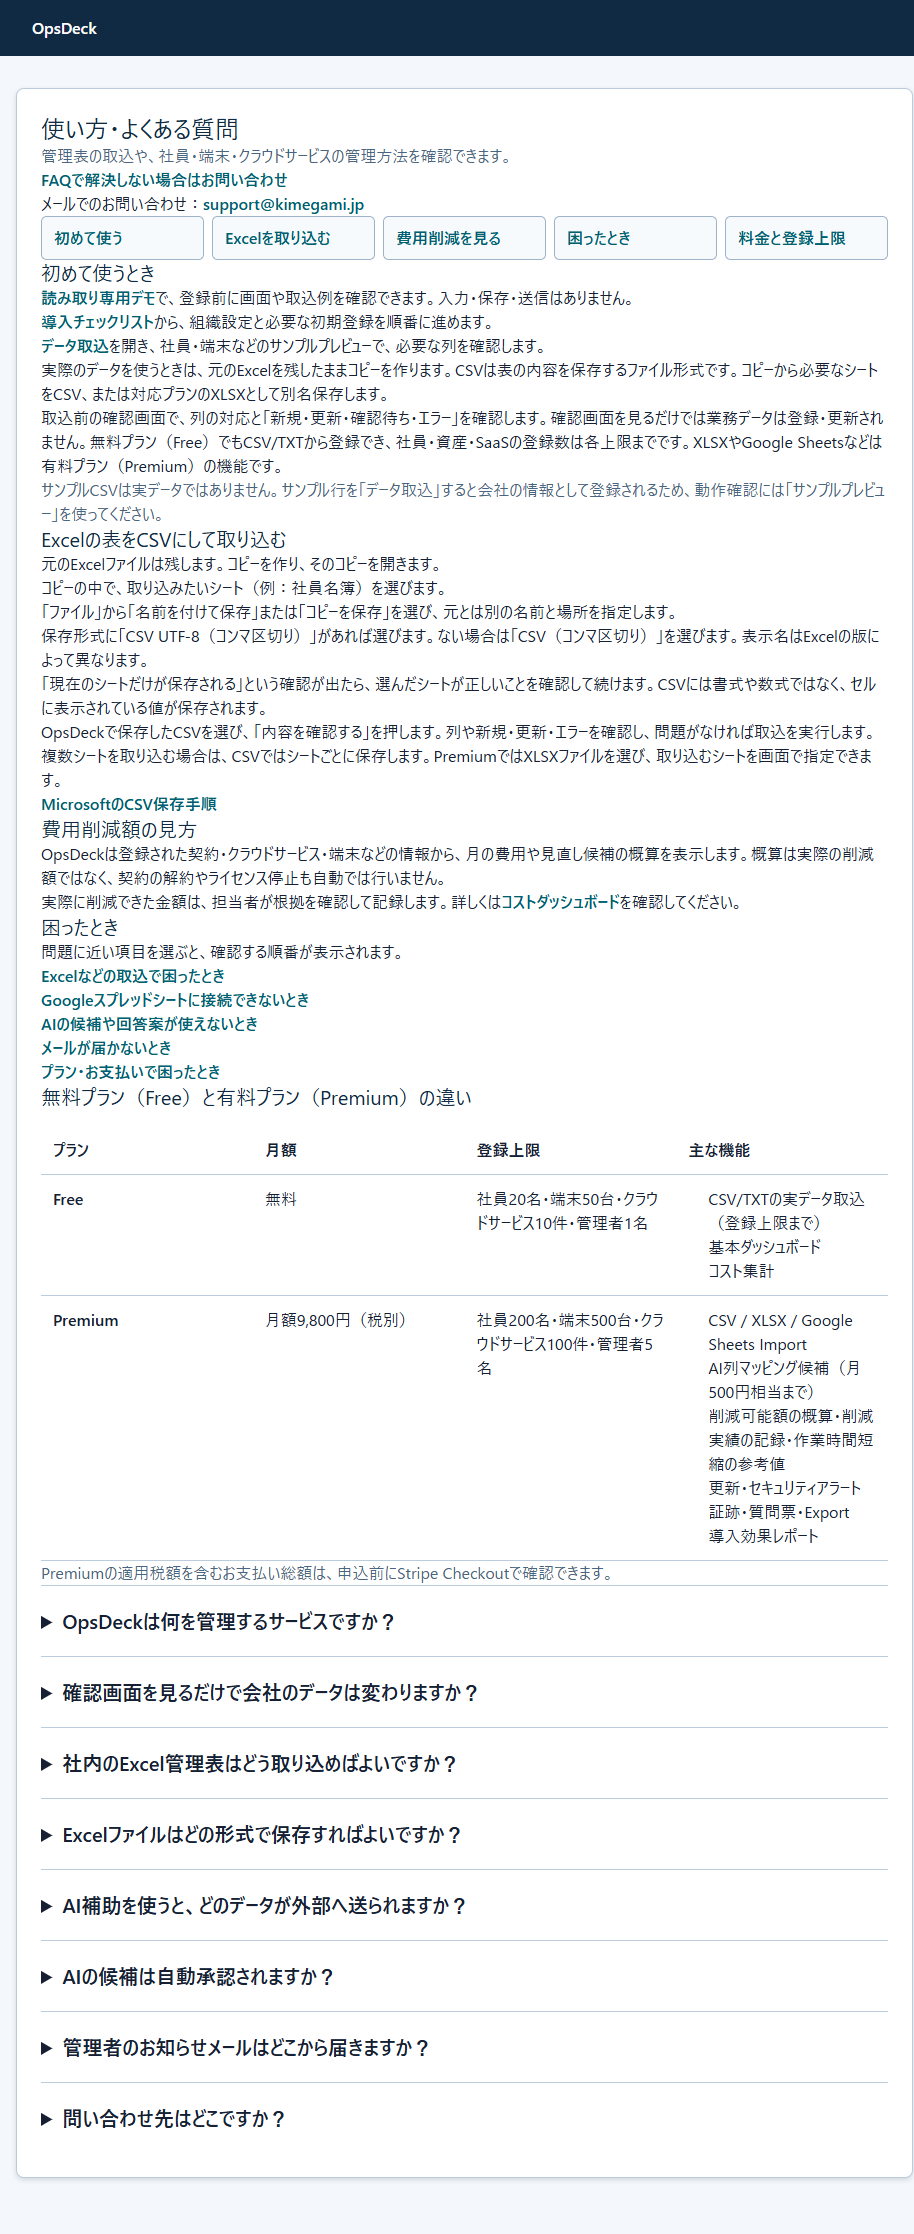 OpsDeck
使い方・よくある質問
管理表の取込や、社員・端末・クラウドサービスの管理方法を確認できます。
FAQで解決しない場合はお問い合わせ
メールでのお問い合わせ：support@kimegami.jp
初めて使う
Excelを取り込む
費用削減を見る
困ったとき
料金と登録上限
初めて使うとき
読み取り専用デモで、登録前に画面や取込例を確認できます。入力・保存・送信はありません。
導入チェックリストから、組織設定と必要な初期登録を順番に進めます。
データ取込を開き、社員・端末などのサンプルプレビューで、必要な列を確認します。
実際のデータを使うときは、元のExcelを残したままコピーを作ります。CSVは表の内容を保存するファイル形式です。コピーから必要なシート
をCSV、または対応プランのXLSXとして別名保存します。
取込前の確認画面で、列の対応と「新規・更新・確認待ち・エラー」を確認します。確認画面を見るだけでは業務データは登録・更新され
ません。無料プラン（Free）でもCSV/TXTから登録でき、社員・資産・SaaSの登録数は各上限までです。XLSXやGoogle Sheetsなどは
有料プラン（Premium）の機能です。
サンプルCSVは実データではありません。サンプル行を「データ取込」すると会社の情報として登録されるため、動作確認には「サンプルプレビュ
ー」を使ってください。
Excelの表をCSVにして取り込む
元のExcelファイルは残します。コピーを作り、そのコピーを開きます。
コピーの中で、取り込みたいシート（例：社員名簿）を選びます。
「ファイル」から「名前を付けて保存」または「コピーを保存」を選び、元とは別の名前と場所を指定します。
保存形式に「CSV UTF-8（コンマ区切り）」があれば選びます。ない場合は「CSV（コンマ区切り）」を選びます。表示名はExcelの版に
よって異なります。
「現在のシートだけが保存される」という確認が出たら、選んだシートが正しいことを確認して続けます。CSVには書式や数式ではなく、セル
に表示されている値が保存されます。
OpsDeckで保存したCSVを選び、「内容を確認する」を押します。列や新規・更新・エラーを確認し、問題がなければ取込を実行します。
複数シートを取り込む場合は、CSVではシートごとに保存します。PremiumではXLSXファイルを選び、取り込むシートを画面で指定できま
す。
MicrosoftのCSV保存手順
費用削減額の見方
OpsDeckは登録された契約・クラウドサービス・端末などの情報から、月の費用や見直し候補の概算を表示します。概算は実際の削減
額ではなく、契約の解約やライセンス停止も自動では行いません。
実際に削減できた金額は、担当者が根拠を確認して記録します。詳しくはコストダッシュボードを確認してください。
困ったとき
問題に近い項目を選ぶと、確認する順番が表示されます。
Excelなどの取込で困ったとき
Googleスプレッドシートに接続できないとき
AIの候補や回答案が使えないとき
メールが届かないとき
プラン・お支払いで困ったとき
無料プラン（Free）と有料プラン（Premium）の違い
プラン
月額
登録上限
主な機能
Free
無料
社員20名・端末50台・クラウ
ドサービス10件・管理者1名
CSV/TXTの実データ取込
（登録上限まで）
基本ダッシュボード
コスト集計
Premium
月額9,800円（税別）
社員200名・端末500台・クラ
ウドサービス100件・管理者5
名
CSV / XLSX / Google
Sheets Import
AI列マッピング候補（月
500円相当まで）
削減可能額の概算・削減
実績の記録・作業時間短
縮の参考値
更新・セキュリティアラート
証跡・質問票・Export
導入効果レポート
Premiumの適用税額を含むお支払い総額は、申込前にStripe Checkoutで確認できます。
▶ OpsDeckは何を管理するサービスですか？
▶ 確認画面を見るだけで会社のデータは変わりますか？
▶ 社内のExcel管理表はどう取り込めばよいですか？
▶ Excelファイルはどの形式で保存すればよいですか？
▶ AI補助を使うと、どのデータが外部へ送られますか？
▶ AIの候補は自動承認されますか？
▶ 管理者のお知らせメールはどこから届きますか？
▶ 問い合わせ先はどこですか？